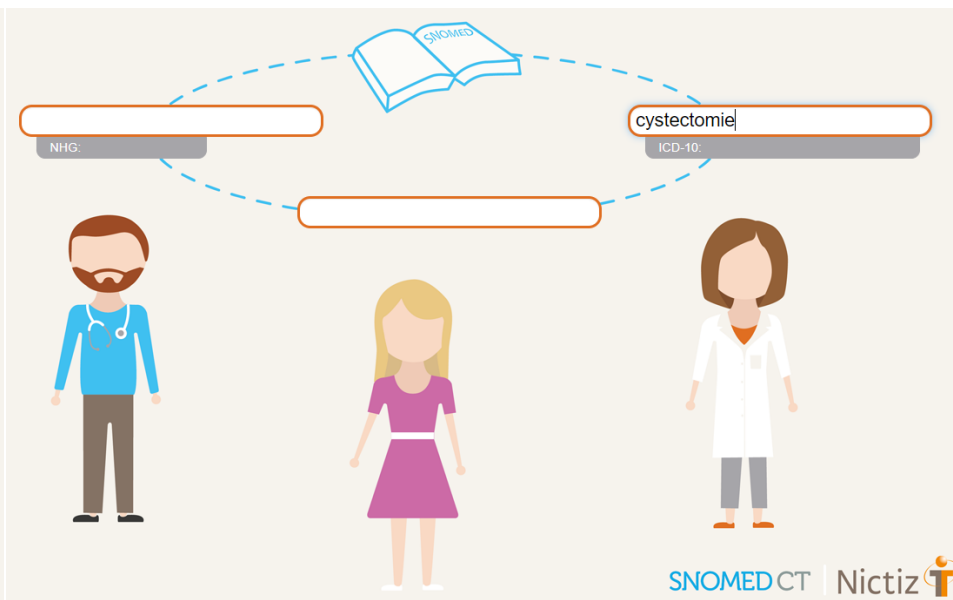 SNOMED
cystectomie
NHG:
ICD-10:
SNOMED CT
Nictiz